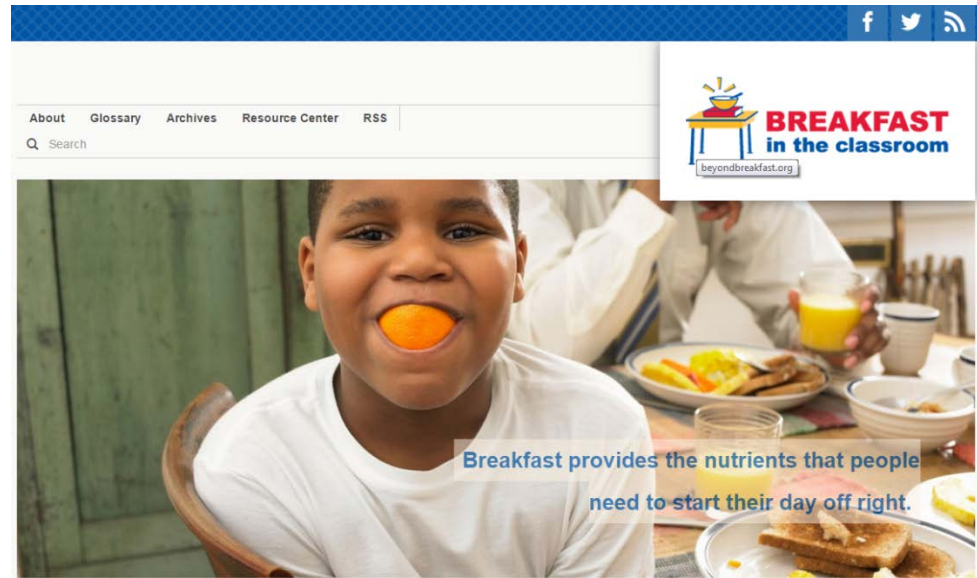 About Glossary Archives Resource Center RSS
Search
BREAKFAST
in the classroom
beyondbreakfast.org
Breakfast provides the nutrients that people
need to start their day off right.